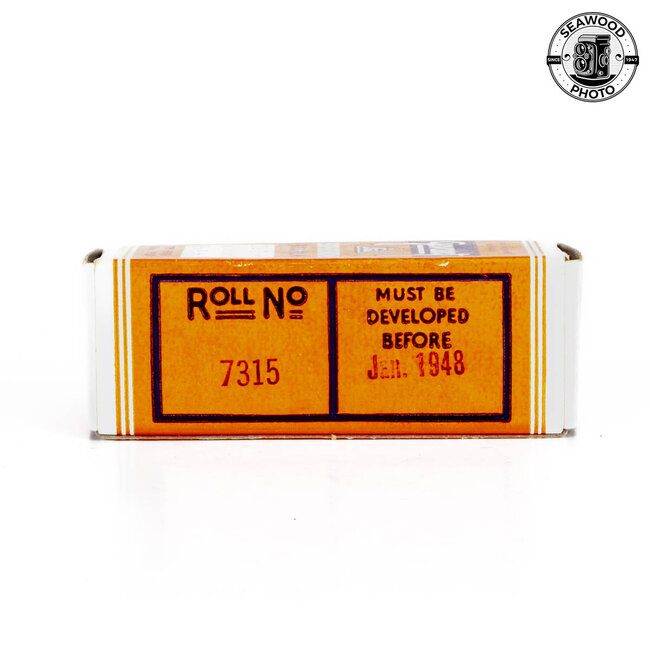 SEAWOOD
SINCE 1947
PHOTO
ROLL NO
7315
MUST BE
DEVELOPED
BEFORE
Jan. 1948